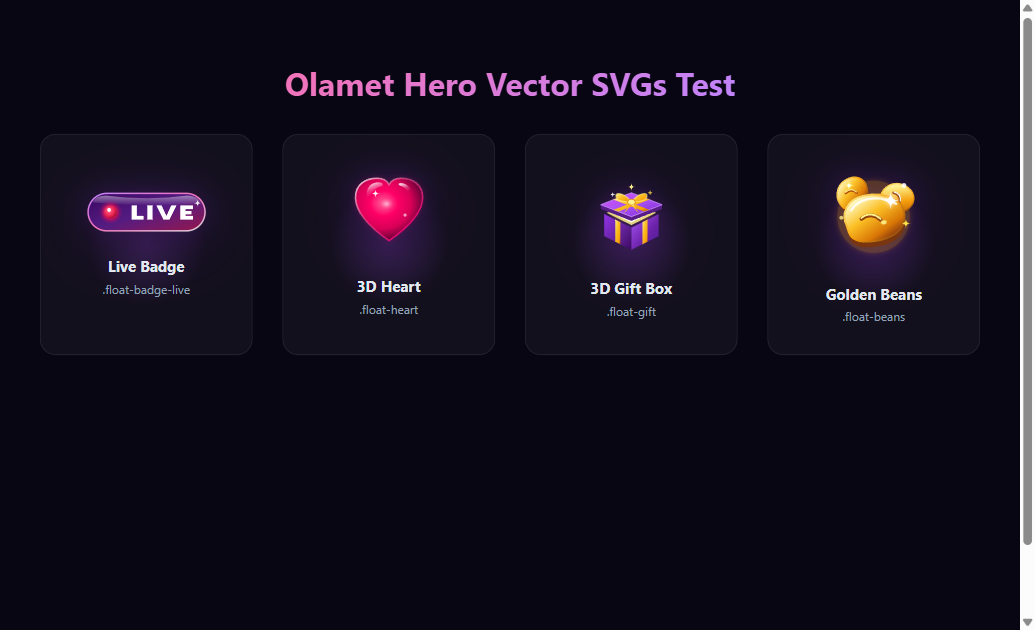 Olamet Hero Vector SVGs Test
LIVE
Live Badge
.float-badge-live
3D Heart
.float-heart
3D Gift Box
.float-gift
Golden Beans
.float-beans